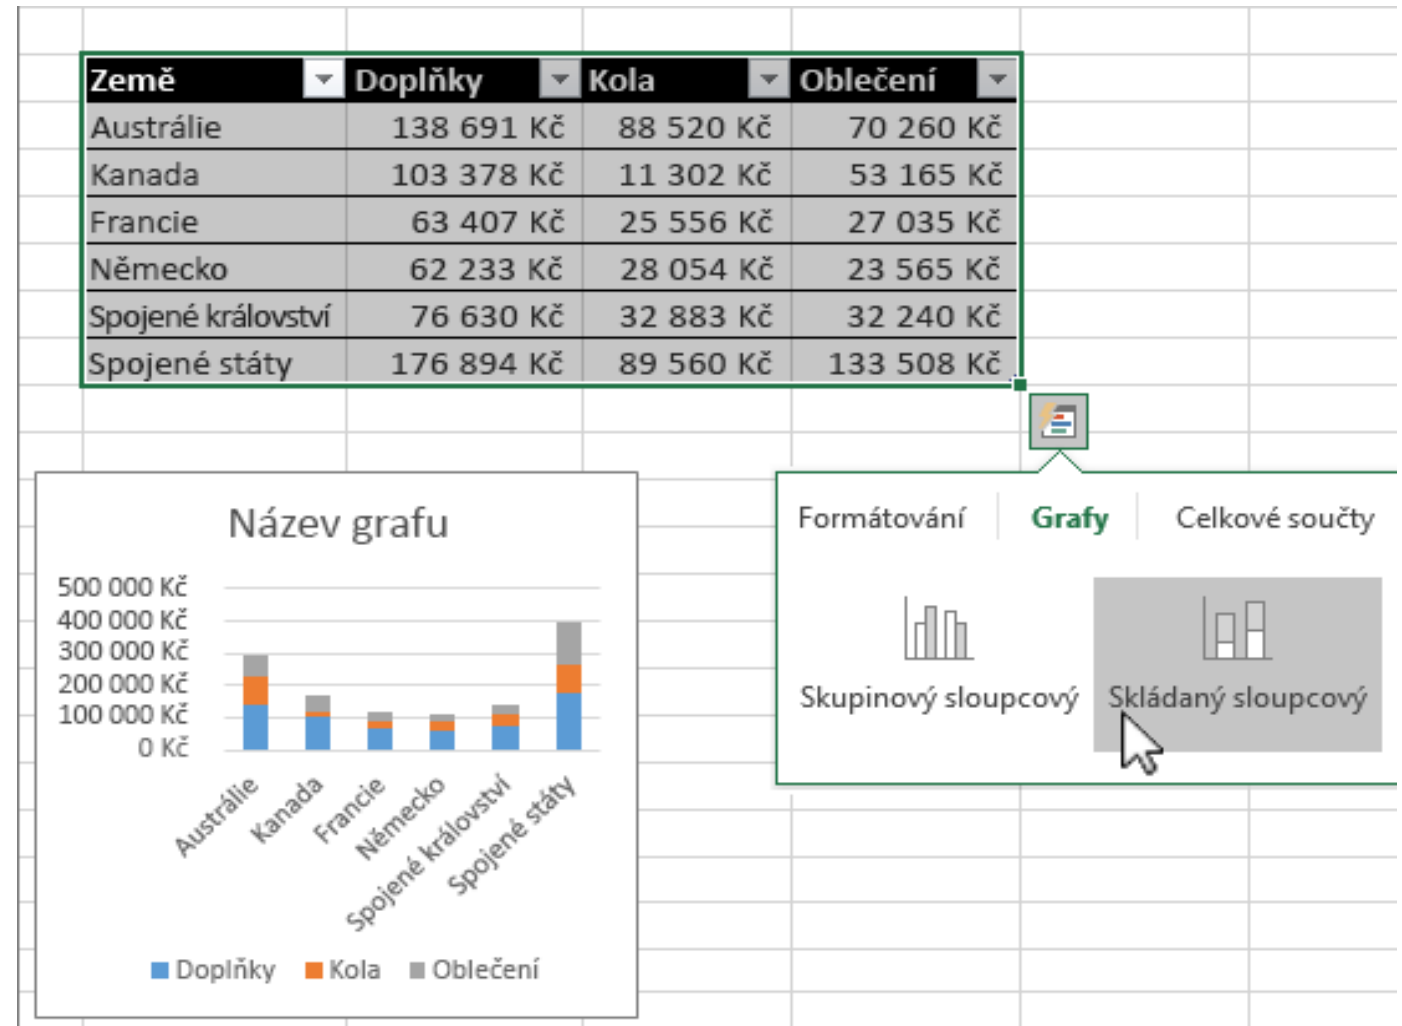 Země Doplňky Kola Oblečení
Austrálie 138 691 Kč 88 520 Kč 70 260 Kč
Kanada 103 378 Kč 11 302 Kč 53 165 Kč
Francie 63 407 Kč 25 556 Kč 27 035 Kč
Německo 62 233 Kč 28 054 Kč 23 565 Kč
Spojené království 76 630 Kč 32 883 Kč 32 240 Kč
Spojené státy 176 894 Kč 89 560 Kč 133 508 Kč
Název grafu
500 000 Kč
400 000 Kč
300 000 Kč
200 000 Kč
100 000 Kč
0 Kč
Austrálie
Kanada
Francie
Německo
Spojené království
Spojené státy
Doplňky Kola Oblečení
Formátování Grafy Celkové součty
Skupinový sloupcový Skládaný sloupcový